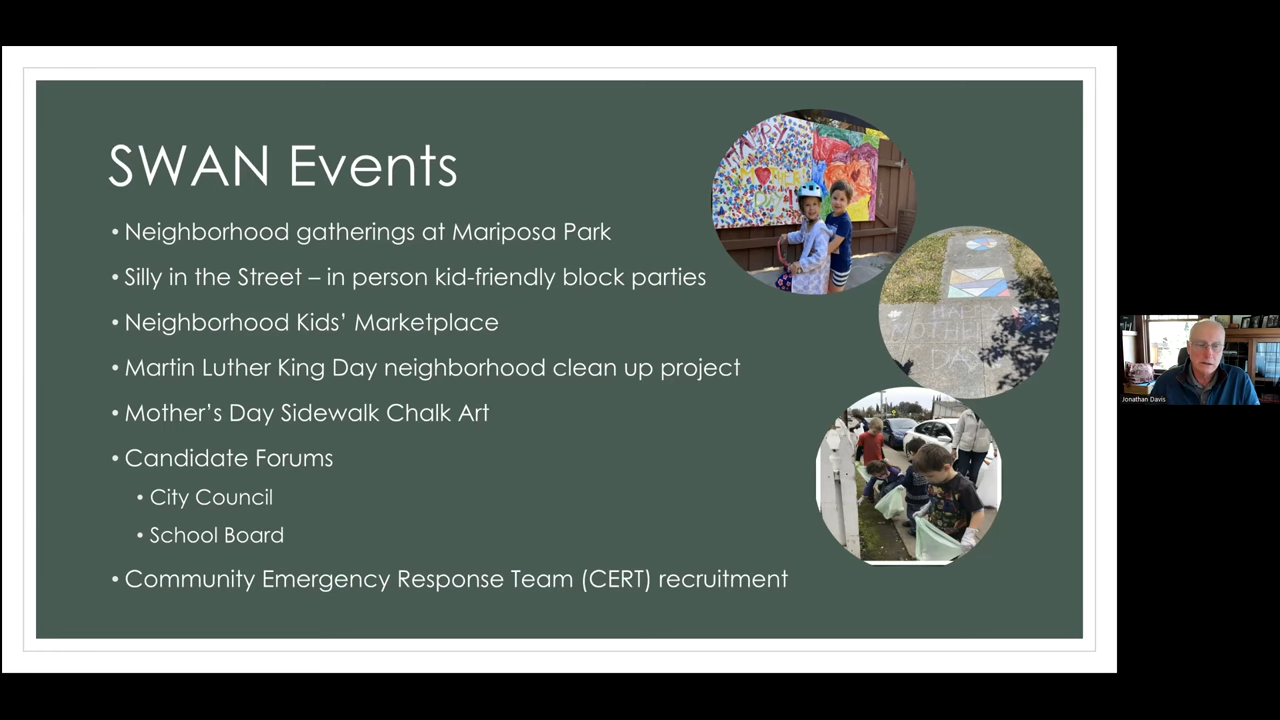 SWAN Events
• Neighborhood gatherings at Mariposa Park
• Silly in the Street – in person kid-friendly block parties
• Neighborhood Kids’ Marketplace
• Martin Luther King Day neighborhood clean up project
• Mother’s Day Sidewalk Chalk Art
• Candidate Forums
• City Council
• School Board
• Community Emergency Response Team (CERT) recruitment
HAPPY
MOTHER
DAY!
HAPPY
MOTHER
DAY
Jonathan Davis